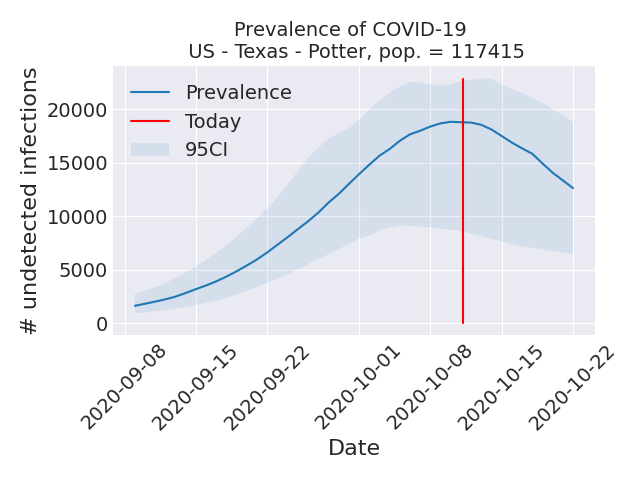 Prevalence of COVID-19
US - Texas - Potter, pop. = 117415
# undetected infections
20000
15000
10000
5000
0
Prevalence
Today
95CI
2020-09-08
2020-09-15
2020-09-22
2020-10-01
2020-10-08
2020-10-15
2020-10-22
Date